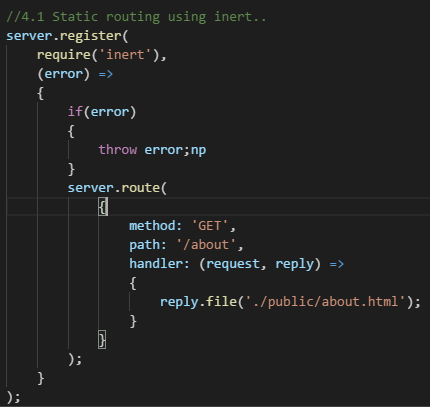 //4.1 Static routing using inert..
server.register(
    require('inert'),
    (error) =>
    {
        if(error)
        {
            throw error;np
        }
        server.route(
            {
                method: 'GET',
                path: '/about',
                handler: (request, reply) =>
                {
                    reply.file('./public/about.html');
                }
            }
        );
    }
);